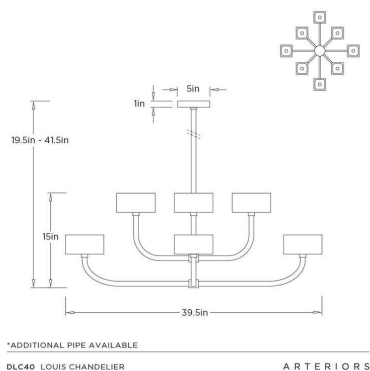 5in
1in
19.5in - 41.5in
15in
39.5in
*ADDITIONAL PIPE AVAILABLE
DLC40 LOUIS CHANDELIER
ARTERIORS